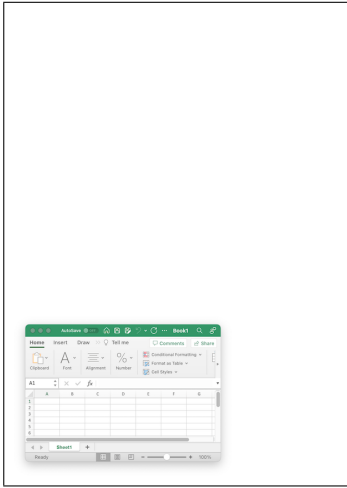 AutoSave Book1
Home Insert Draw Tell me Comments Share
Clipboard Font Alignment Number Conditional Formatting
Format as Table
Cell Styles
A1 fx
A B C D E F G
1
2
3
4
5
6
Sheet1 +
Ready 100%